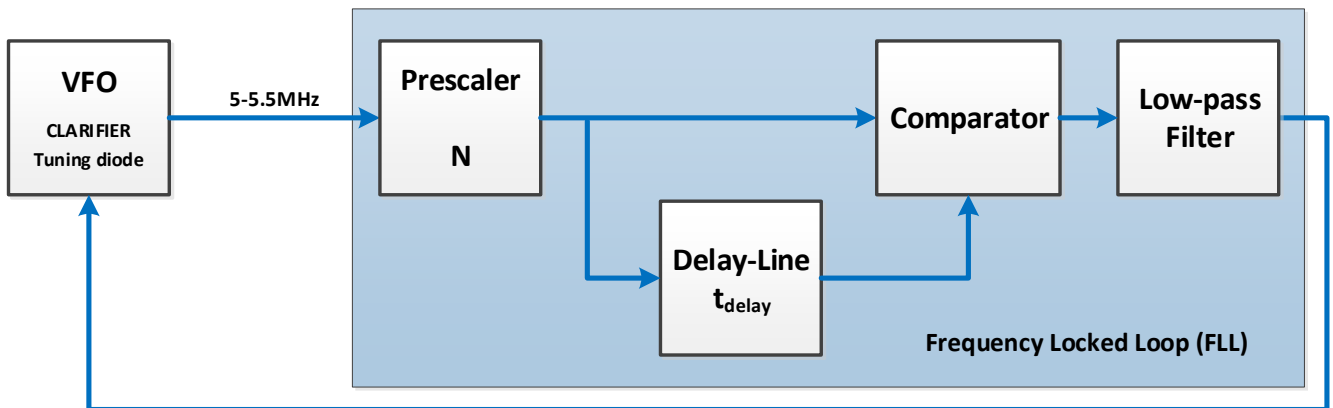 VFO
CLARIFIER
Tuning diode
5-5.5MHz
Prescaler
N
Comparator
Low-pass
Filter
Delay-Line
tdelay
Frequency Locked Loop (FLL)